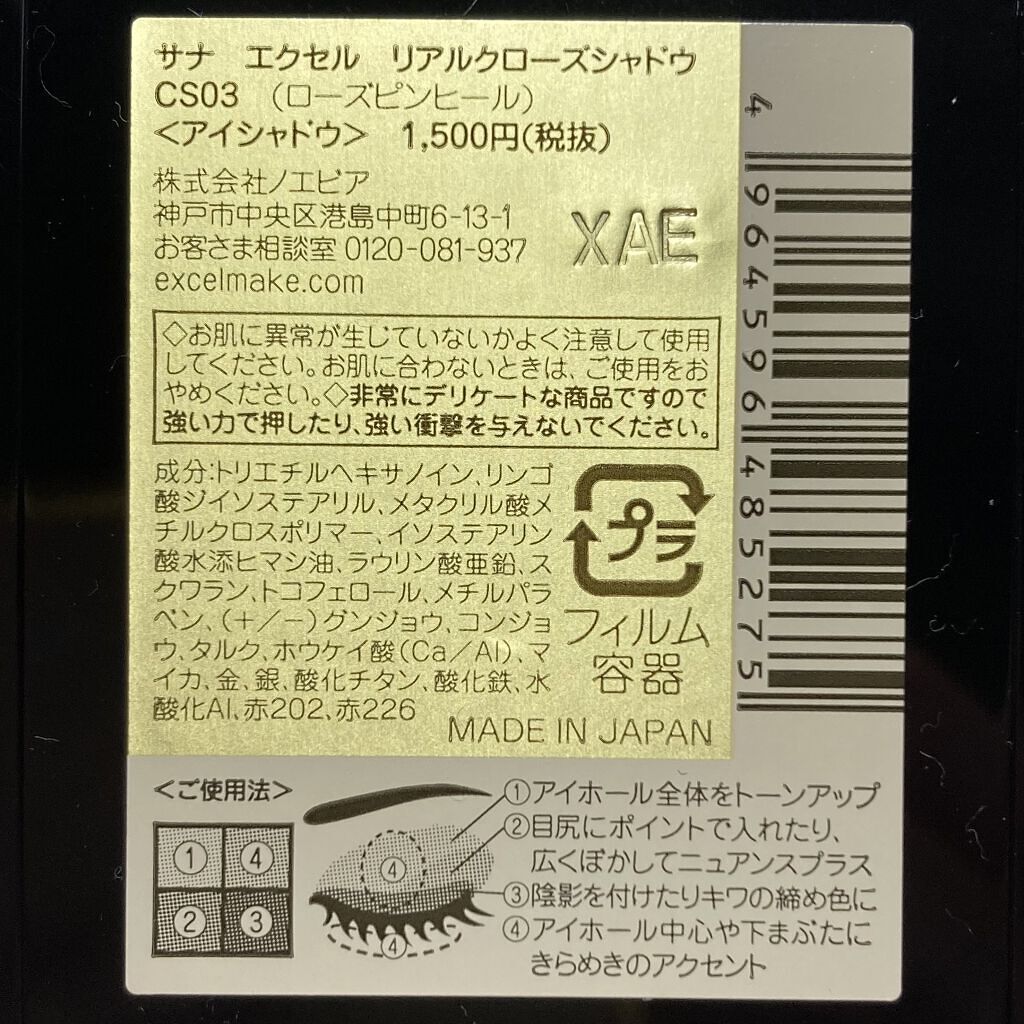 サナ エクセル リアルクローズシャドウ
CS03 (ローズピンヒール)
<アイシャドウ> 1,500円(税抜)
株式会社ノエビア
神戸市中央区港島中町6-13-1
お客さま相談室 0120-081-937
excelmake.com
XAE
◇お肌に異常が生じていないかよく注意して使用
してください。お肌に合わないときは、ご使用をお
やめください。◇非常にデリケートな商品ですので
強い力で押したり、強い衝撃を与えないでください。
成分:トリエチルヘキサノイン、リンゴ
酸ジイソステアリル、メタクリル酸メ
チルクロスポリマー、イソステアリン
酸水添ヒマシ油、ラウリン酸亜鉛、ス
クワラン、トコフェロール、メチルパラ
ベン、(+/-)グンジョウ、コンジョ
ウ、タルク、ホウケイ酸(Ca/Al)、マ
イカ、金、銀、酸化チタン、酸化鉄、水
酸化Al、赤202、赤226
プラ
フィルム
容器
MADE IN JAPAN
4 964596 485275
<ご使用法>
① ④
② ③
④
④
①アイホール全体をトーンアップ
②目尻にポイントで入れたり、
広くぼかしてニュアンスプラス
③陰影を付けたりキワの締め色に
④アイホール中心や下まぶたに
きらめきのアクセント